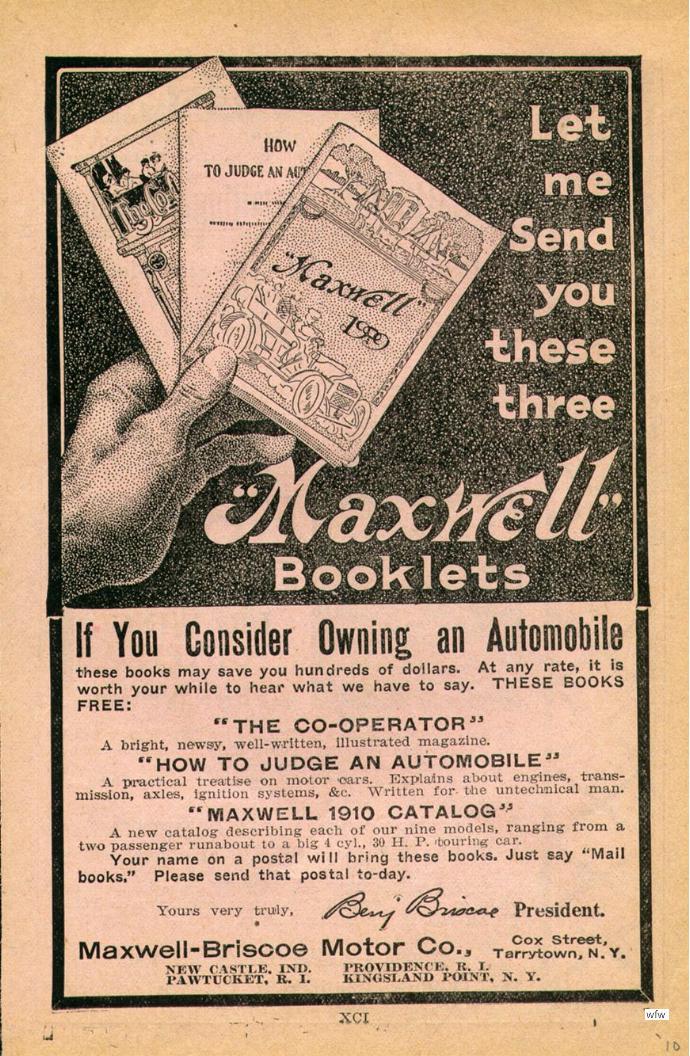 HOW
TO JUDGE AN AUT
"Maxwell"
Let
me
Send
you
these
three
"Maxwell"
Booklets
If You Consider Owning an Automobile
these books may save you hundreds of dollars. At any rate, it is
worth your while to hear what we have to say. THESE BOOKS
FREE:
"THE CO-OPERATOR"
A bright, newsy, well-written, illustrated magazine.
"HOW TO JUDGE AN AUTOMOBILE"
A practical treatise on motor cars. Explains about engines, trans-
mission, axles, ignition systems, &c. Written for the untechnical man.
"MAXWELL 1910 CATALOG"
A new catalog describing each of our nine models, ranging from a
two passenger runabout to a big 4 cyl., 30 H. P. touring car.
Your name on a postal will bring these books. Just say "Mail
books." Please send that postal to-day.
Yours very truly, Benj Briscoe President.
Maxwell-Briscoe Motor Co., Cox Street,
Tarrytown, N. Y.
NEW CASTLE, IND. PROVIDENCE, R. I.
PAWTUCKET, R. I. KINGSLAND POINT, N. Y.
XCI
wfw
'10